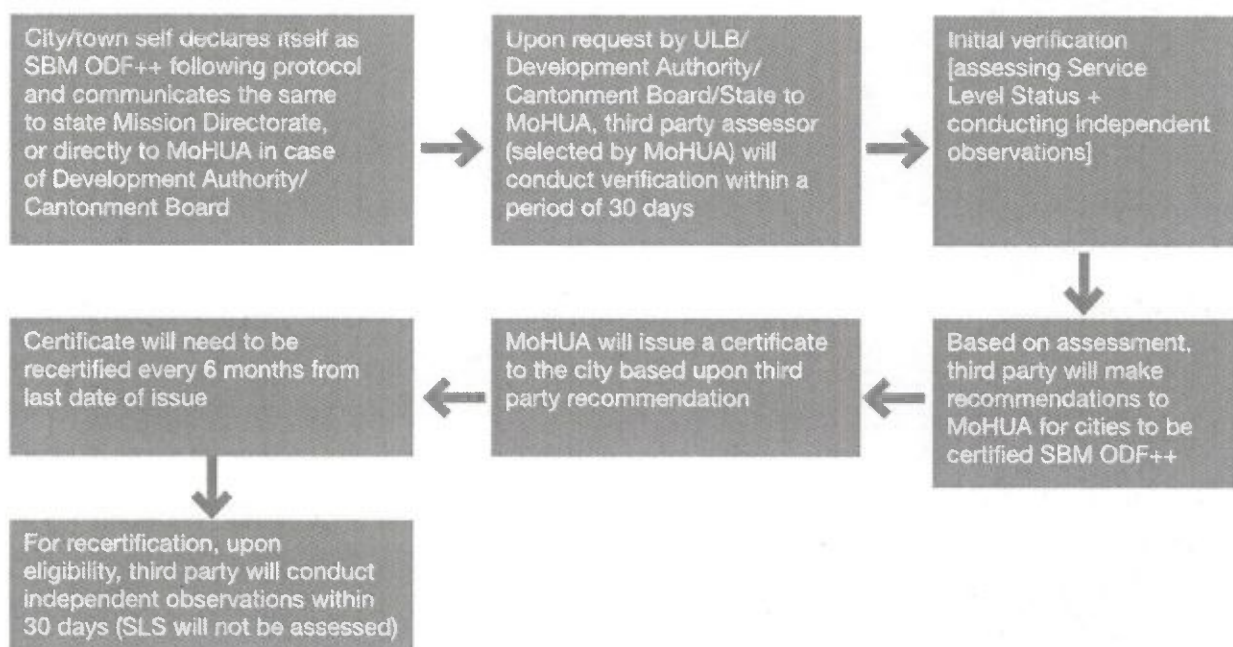 City/town self declares itself as
SBM ODF++ following protocol
and communicates the same
to state Mission Directorate,
or directly to MoHUA in case
of Development Authority/
Cantonment Board
Upon request by ULB/
Development Authority/
Cantonment Board/State to
MoHUA, third party assessor
(selected by MoHUA) will
conduct verification within a
period of 30 days
Initial verification
[assessing Service
Level Status +
conducting independent
observations]
Based on assessment,
third party will make
recommendations to
MoHUA for cities to be
certified SBM ODF++
MoHUA will issue a certificate
to the city based upon third
party recommendation
Certificate will need to be
recertified every 6 months from
last date of issue
For recertification, upon
eligibility, third party will conduct
independent observations within
30 days (SLS will not be assessed)